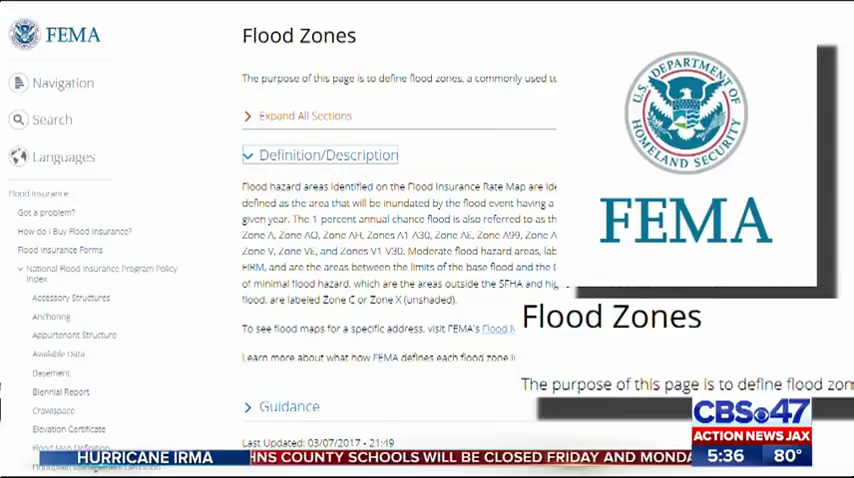 FEMA
Navigation
Search
Languages
Flood Insurance
Got a problem?
How do I Buy Flood Insurance?
Flood Insurance Forms
National Flood Insurance Program Policy
Index
Accessory Structures
Anchoring
Appurtenant Structure
Available Data
Basement
Biennial Report
Crawlspace
Elevation Certificate
Flood Map Definition
Floodplain Management Definition
Flood Zones
The purpose of this page is to define flood zones, a commonly used te
Expand All Sections
Definition/Description
Flood hazard areas identified on the Flood Insurance Rate Map are ide
defined as the area that will be inundated by the flood event having a
given year. The 1 percent annual chance flood is also referred to as th
Zone A, Zone AO, Zone AH, Zones A1-A30, Zone AE, Zone A99, Zone A
Zone V, Zone VE, and Zones V1-V30. Moderate flood hazard areas, lab
FIRM, and are the areas between the limits of the base flood and the 0
of minimal flood hazard, which are the areas outside the SFHA and hig
flood, are labeled Zone C or Zone X (unshaded).
To see flood maps for a specific address, visit FEMA's Flood M
Learn more about what how FEMA defines each flood zone i
Guidance
Last Updated: 03/07/2017 - 21:49
U.S. DEPARTMENT OF
HOMELAND SECURITY
FEMA
Flood Zones
The purpose of this page is to define flood zon
CBS 47
ACTION NEWS JAX
5:36 80°
HURRICANE IRMA
HNS COUNTY SCHOOLS WILL BE CLOSED FRIDAY AND MONDA